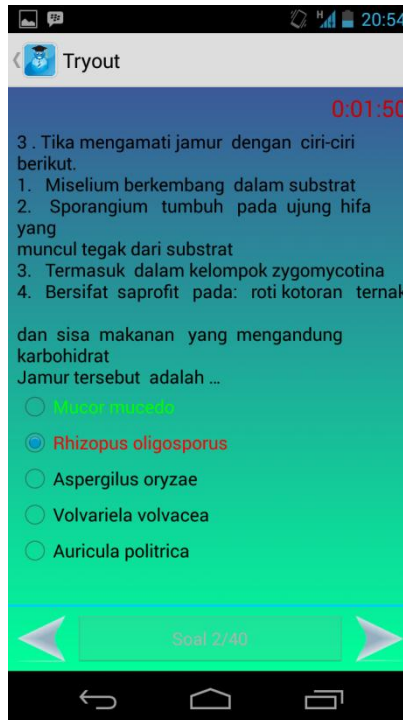 H
20:54
Tryout
0:01:50
3 . Tika mengamati jamur dengan ciri-ciri
berikut.
1. Miselium berkembang dalam substrat
2. Sporangium tumbuh pada ujung hifa
yang
muncul tegak dari substrat
3. Termasuk dalam kelompok zygomycotina
4. Bersifat saprofit pada: roti kotoran ternak
dan sisa makanan yang mengandung
karbohidrat
Jamur tersebut adalah ...
Mucor mucedo
Rhizopus oligosporus
Aspergilus oryzae
Volvariela volvacea
Auricula politrica
Soal 2/40